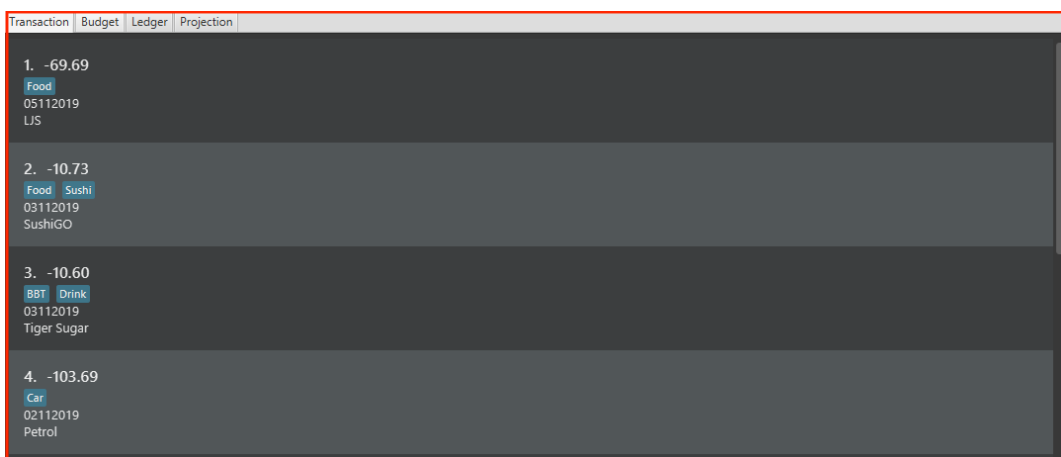 Transaction Budget Ledger Projection
1. -69.69
Food
05112019
LJS
2. -10.73
Food Sushi
03112019
SushiGO
3. -10.60
BBT Drink
03112019
Tiger Sugar
4. -103.69
Car
02112019
Petrol